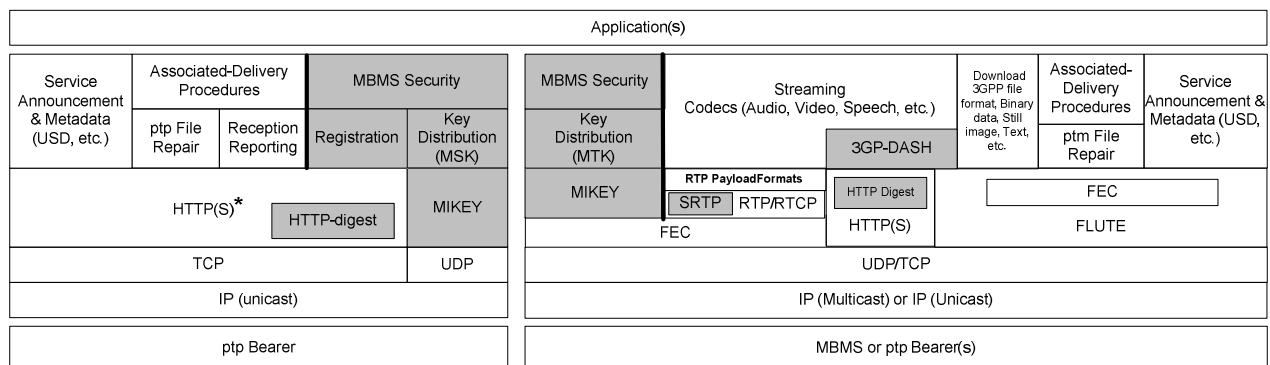 Application(s)
Service
Announcement
& Metadata
(USD, etc.)
Associated-Delivery
Procedures
ptp File
Repair
Reception
Reporting
MBMS Security
Registration
Key
Distribution
(MSK)
HTTP(S)*
HTTP-digest
MIKEY
TCP
UDP
IP (unicast)
ptp Bearer
MBMS Security
Key
Distribution
(MTK)
MIKEY
Streaming
Codecs (Audio, Video, Speech, etc.)
3GP-DASH
RTP PayloadFormats
SRTP
RTP/RTCP
FEC
HTTP Digest
HTTP(S)
Download
3GPP file
format, Binary
data, Still
image, Text,
etc.
Associated-
Delivery
Procedures
ptm File
Repair
Service
Announcement &
Metadata (USD,
etc.)
FEC
FLUTE
UDP/TCP
IP (Multicast) or IP (Unicast)
MBMS or ptp Bearer(s)